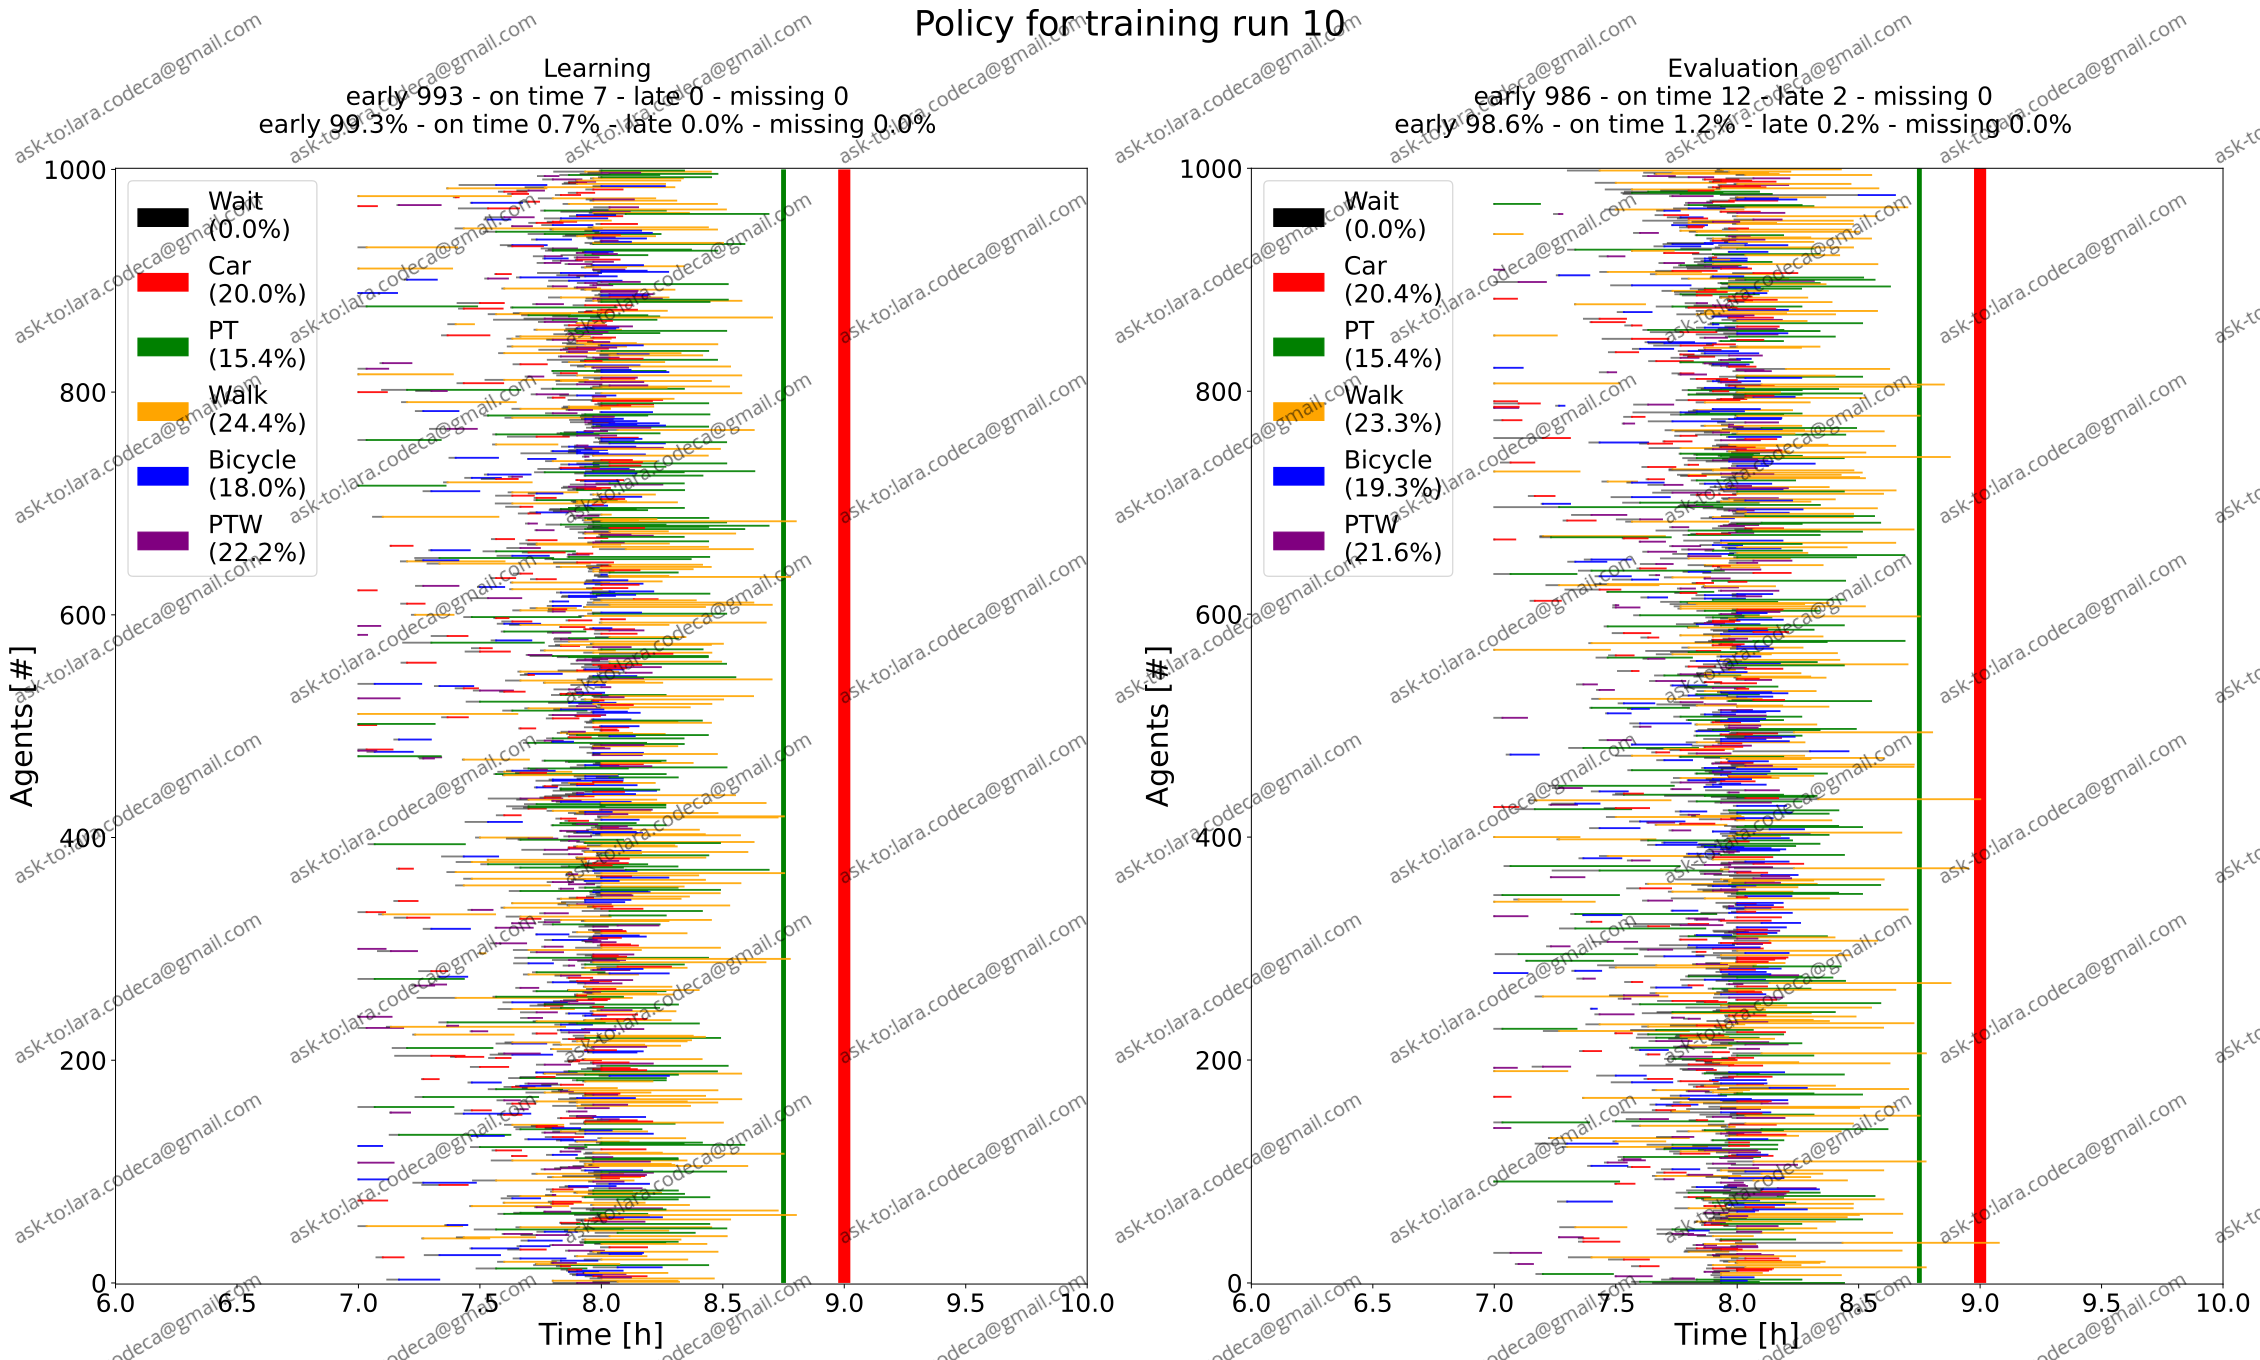 Policy for training run 10
Learning
early 993 - on time 7 - late 0 - missing 0
early 99.3% - on time 0.7% - late 0.0% - missing 0.0%
Agents [#]
1000
800
600
400
200
0
Wait
(0.0%)
Car
(20.0%)
PT
(15.4%)
Walk
(24.4%)
Bicycle
(18.0%)
PTW
(22.2%)
6.0 6.5 7.0 7.5 8.0 8.5 9.0 9.5 10.0
Time [h]
Evaluation
early 986 - on time 12 - late 2 - missing 0
early 98.6% - on time 1.2% - late 0.2% - missing 0.0%
Agents [#]
1000
800
600
400
200
0
Wait
(0.0%)
Car
(20.4%)
PT
(15.4%)
Walk
(23.3%)
Bicycle
(19.3%)
PTW
(21.6%)
6.0 6.5 7.0 7.5 8.0 8.5 9.0 9.5 10.0
Time [h]
ask-to:lara.codeca@gmail.com